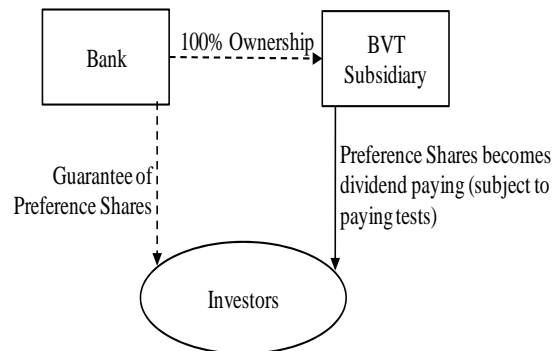 Bank
100% Ownership
BVT
Subsidiary
Guarantee of
Preference Shares
Preference Shares becomes
dividend paying (subject to
paying tests)
Investors